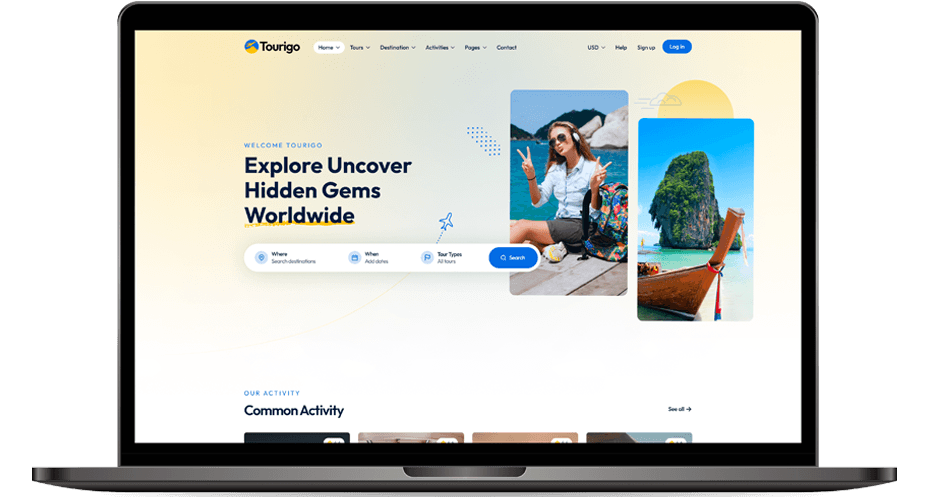 Tourigo
Home Tours Destination Activities Pages Contact
USD Help Sign up Log in
WELCOME TOURIGO
Explore Uncover
Hidden Gems
Worldwide
Where
Search destinations
When
Add dates
Tour Types
All tours
Search
OUR ACTIVITY
Common Activity
See all